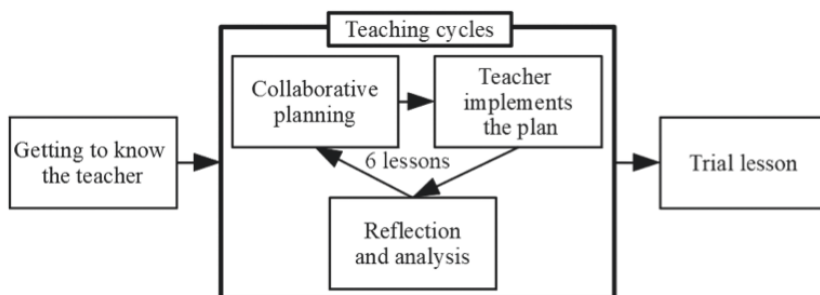 Teaching cycles
Getting to know
the teacher
Collaborative
planning
Teacher
implements
the plan
6 lessons
Reflection
and analysis
Trial lesson